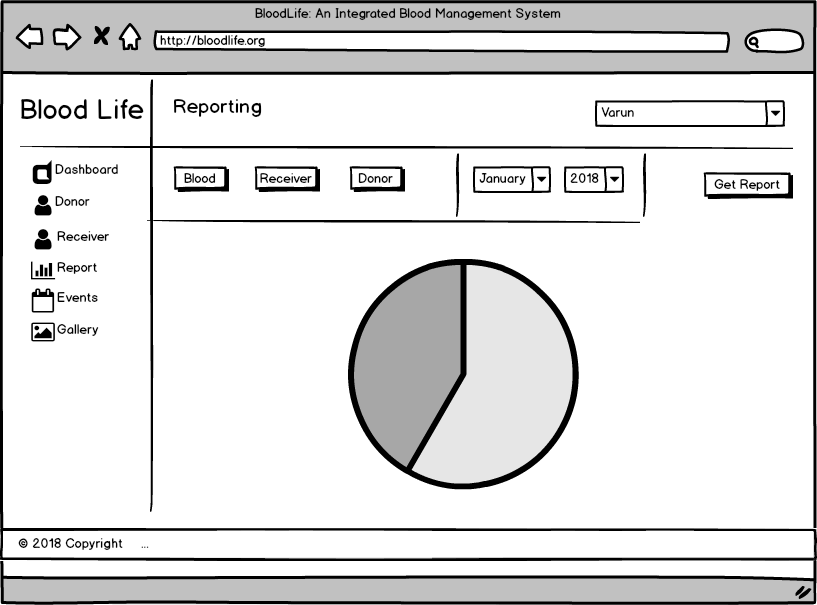 BloodLife: An Integrated Blood Management System
http://bloodlife.org
Blood Life
Reporting
Varun
Dashboard
Donor
Receiver
Report
Events
Gallery
Blood
Receiver
Donor
January
2018
Get Report
© 2018 Copyright ...